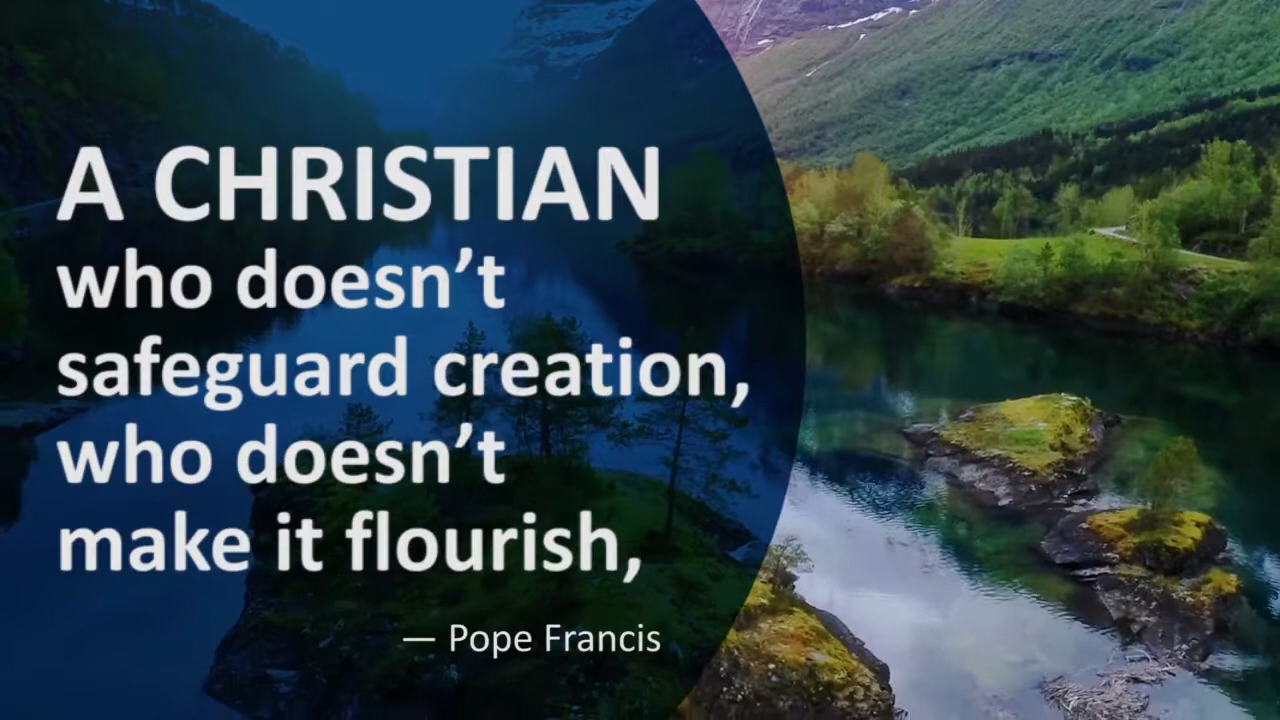 A CHRISTIAN
who doesn’t
safeguard creation,
who doesn’t
make it flourish,
— Pope Francis